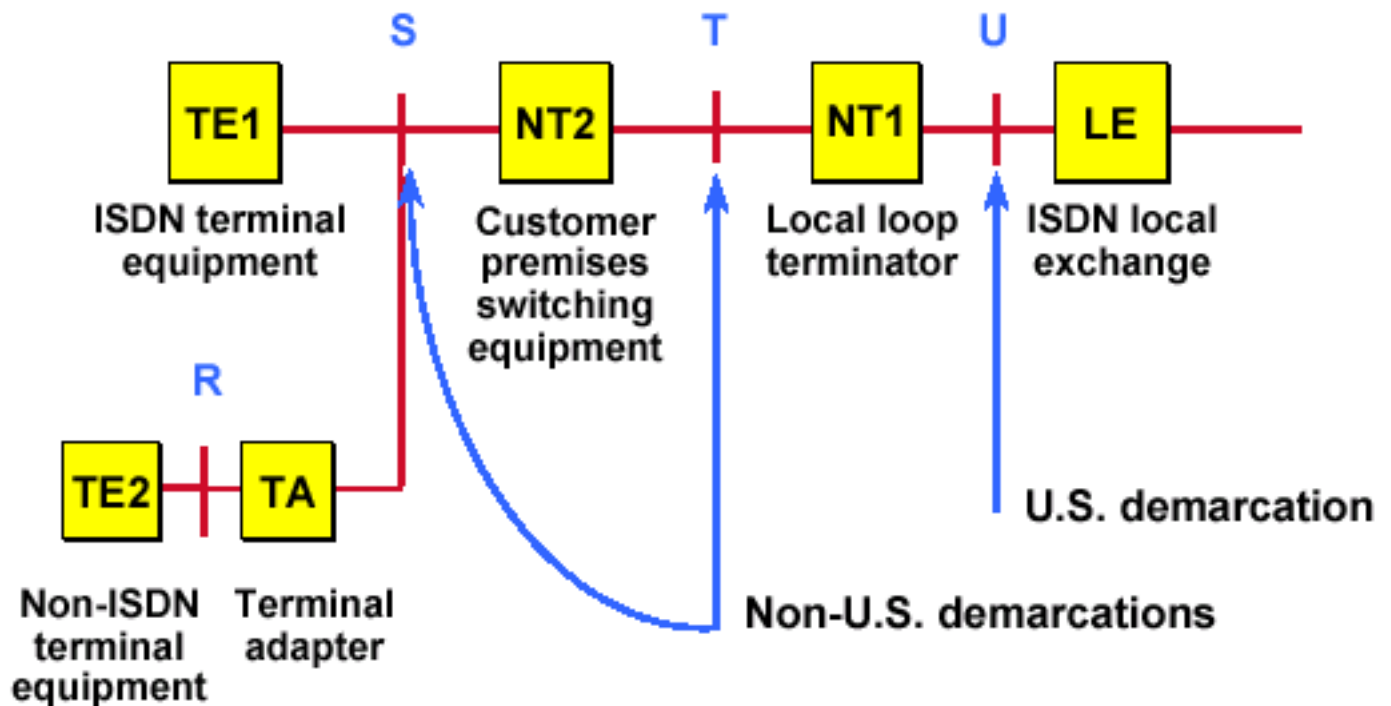 S
T
U
TE1
NT2
NT1
LE
ISDN terminal
equipment
Customer
premises
switching
equipment
Local loop
terminator
ISDN local
exchange
R
TE2
TA
U.S. demarcation
Non-ISDN
terminal
equipment
Terminal
adapter
Non-U.S. demarcations